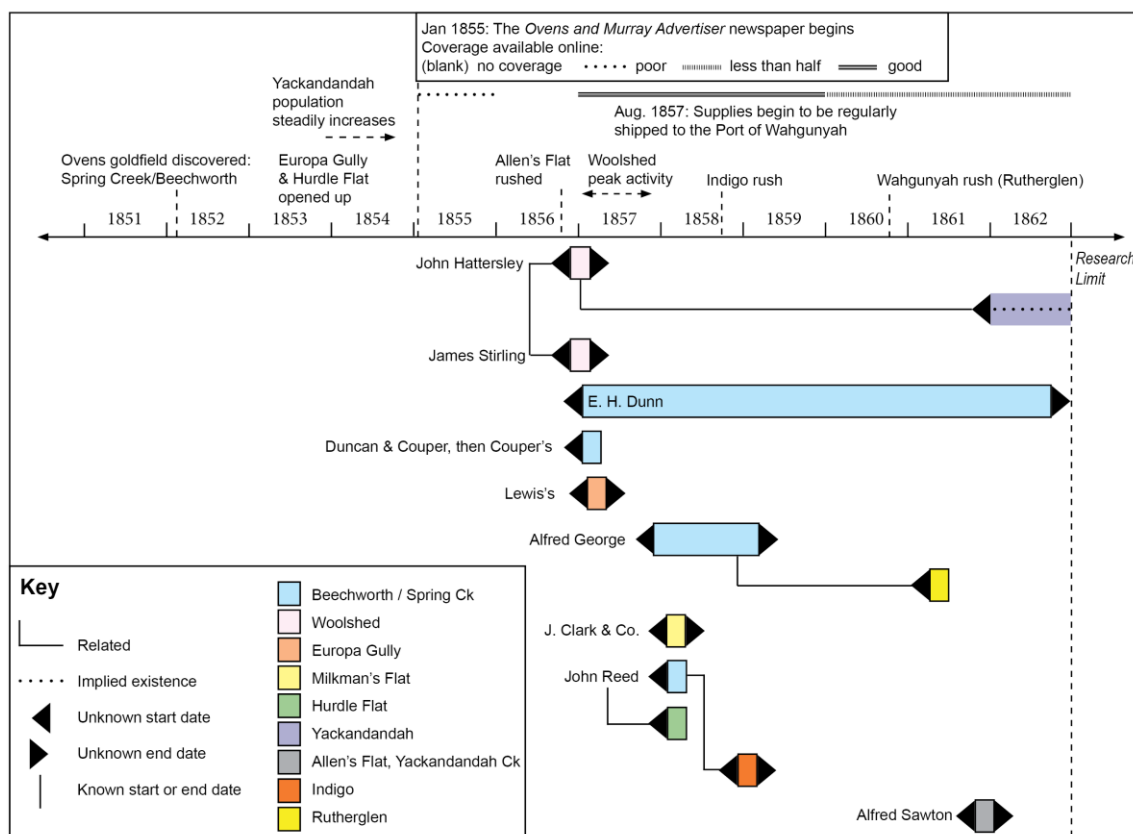 Jan 1855: The Ovens and Murray Advertiser newspaper begins
Coverage available online:
(blank) no coverage poor less than half good
Yackandandah
population
steadily increases
Aug. 1857: Supplies begin to be regularly
shipped to the Port of Wahgunyah
Ovens goldfield discovered:
Spring Creek/Beechworth
Europa Gully
& Hurdle Flat
opened up
Allen's Flat
rushed
Woolshed
peak activity
Indigo rush
Wahgunyah rush (Rutherglen)
1851 1852 1853 1854 1855 1856 1857 1858 1859 1860 1861 1862
Research
Limit
John Hattersley
James Stirling
E. H. Dunn
Duncan & Couper, then Couper's
Lewis's
Alfred George
J. Clark & Co.
John Reed
Alfred Sawton
Key
Related
Implied existence
Unknown start date
Unknown end date
Known start or end date
Beechworth / Spring Ck
Woolshed
Europa Gully
Milkman's Flat
Hurdle Flat
Yackandandah
Allen's Flat, Yackandandah Ck
Indigo
Rutherglen